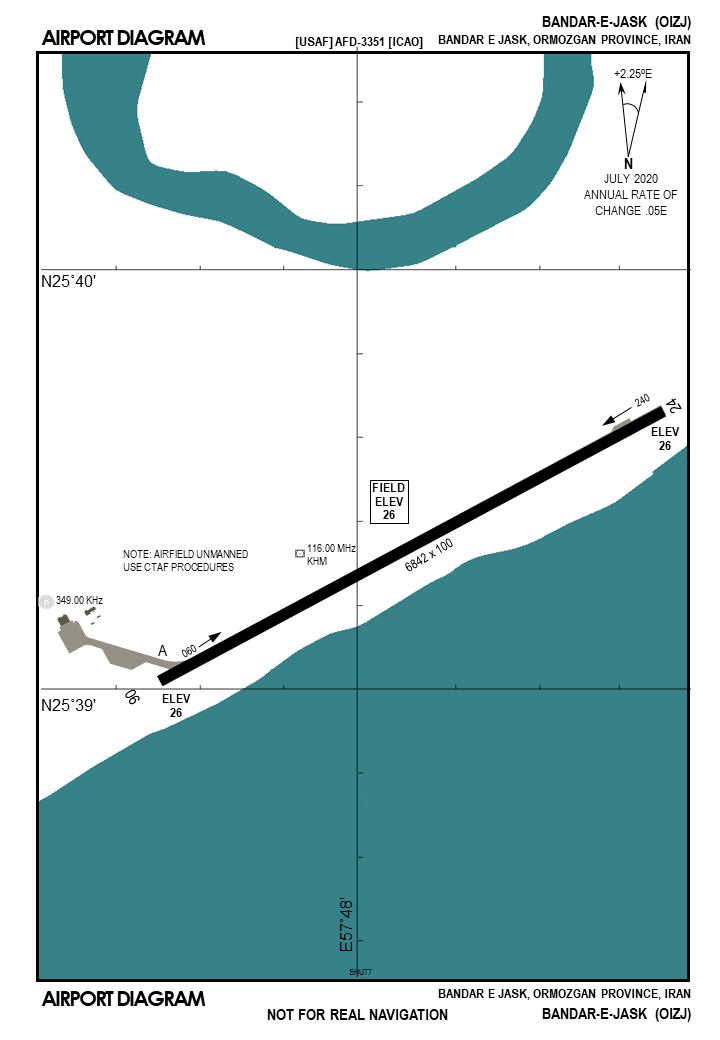 BANDAR-E-JASK (OIZJ)
AIRPORT DIAGRAM
[USAF] AFD-3351 [ICAO]
BANDAR E JASK, ORMOZGAN PROVINCE, IRAN
+2.25ºE
N
JULY 2020
ANNUAL RATE OF
CHANGE .05E
N25°40'
240
24
ELEV
26
FIELD
ELEV
26
6842 x 100
116.00 MHz
KHM
NOTE: AIRFIELD UNMANNED
USE CTAF PROCEDURES
349.00 KHz
A
060
06
ELEV
26
N25°39'
E57°48'
SHU77
AIRPORT DIAGRAM
BANDAR E JASK, ORMOZGAN PROVINCE, IRAN
NOT FOR REAL NAVIGATION
BANDAR-E-JASK (OIZJ)